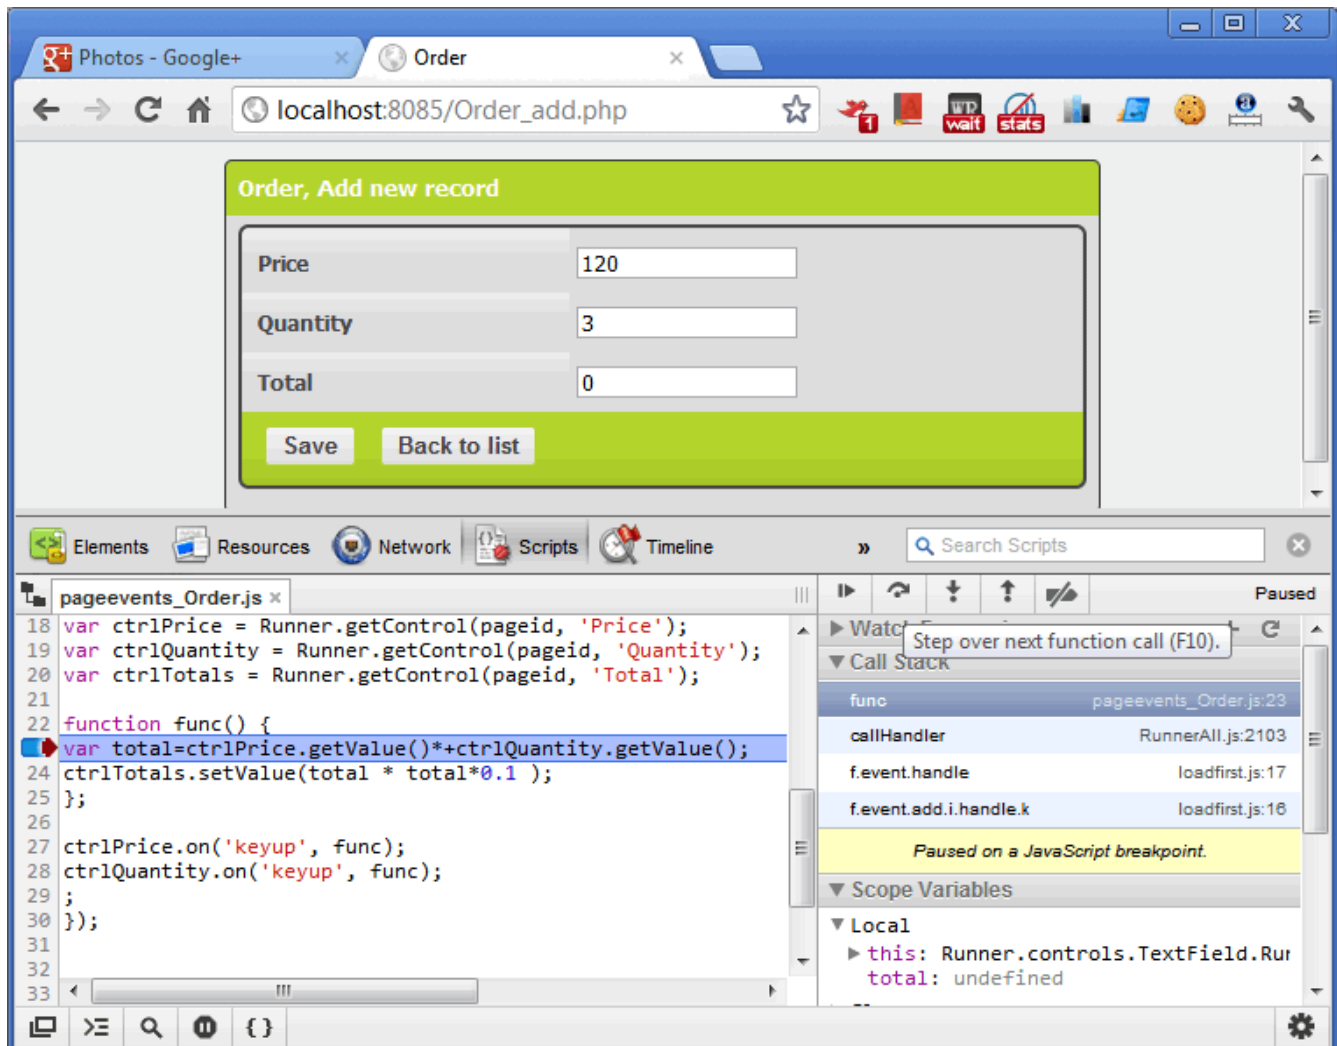 Photos - Google+ × Order ×
localhost:8085/Order_add.php
1 WPD wait stats a
Order, Add new record
Price 120
Quantity 3
Total 0
Save Back to list
Elements Resources Network Scripts Timeline » Search Scripts
pageevents_Order.js × Paused
18 var ctrlPrice = Runner.getControl(pageid, 'Price');
19 var ctrlQuantity = Runner.getControl(pageid, 'Quantity');
20 var ctrlTotals = Runner.getControl(pageid, 'Total');
21
22 function func() {
var total=ctrlPrice.getValue()*+ctrlQuantity.getValue();
24 ctrlTotals.setValue(total * total*0.1 );
25 };
26
27 ctrlPrice.on('keyup', func);
28 ctrlQuantity.on('keyup', func);
29 ;
30 });
31
32
33
Watch
Step over next function call (F10).
Call Stack
func pageevents_Order.js:23
callHandler RunnerAll.js:2103
f.event.handle loadfirst.js:17
f.event.add.i.handle.k loadfirst.js:16
Paused on a JavaScript breakpoint.
Scope Variables
Local
this: Runner.controls.TextField.Rur
total: undefined